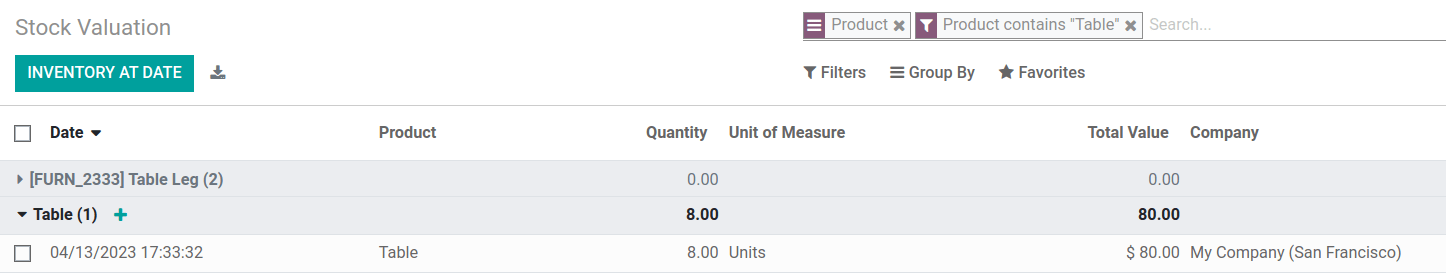 Stock Valuation
Product Product contains "Table" Search...
INVENTORY AT DATE
Filters Group By Favorites
Date Product Quantity Unit of Measure Total Value Company
[FURN_2333] Table Leg (2) 0.00 0.00
Table (1) 8.00 80.00
04/13/2023 17:33:32 Table 8.00 Units $ 80.00 My Company (San Francisco)